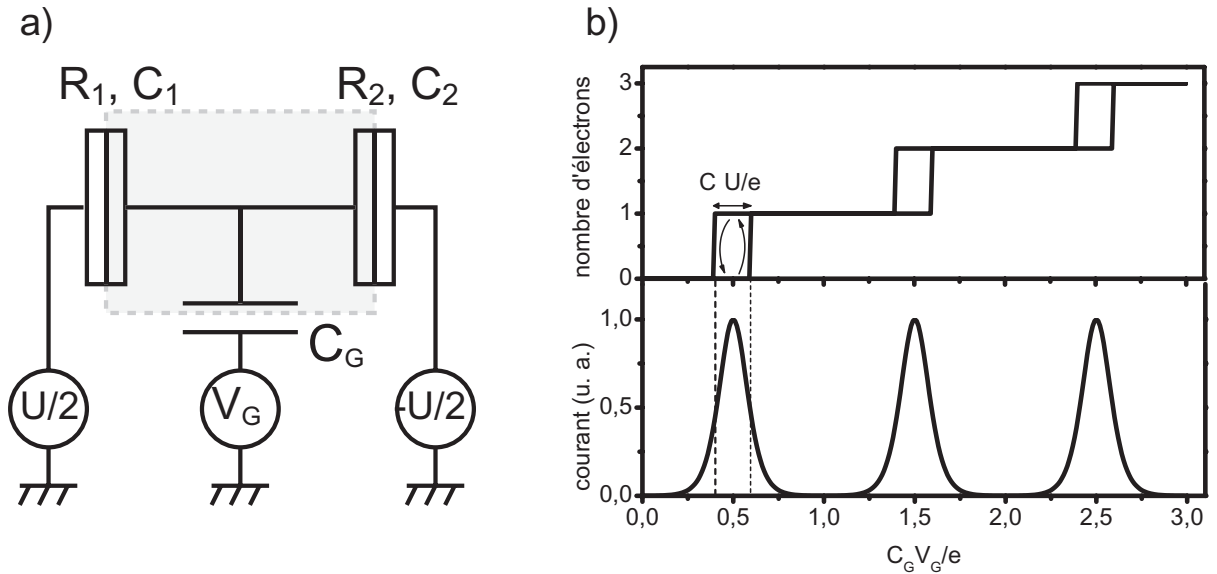 a)
R1, C1
R2, C2
CG
U/2
VG
-U/2
b)
nombre d'électrons
3
2
1
0
C U/e
courant (u. a.)
1,0
0,5
0,0
0,0 0,5 1,0 1,5 2,0 2,5 3,0
CGVG/e